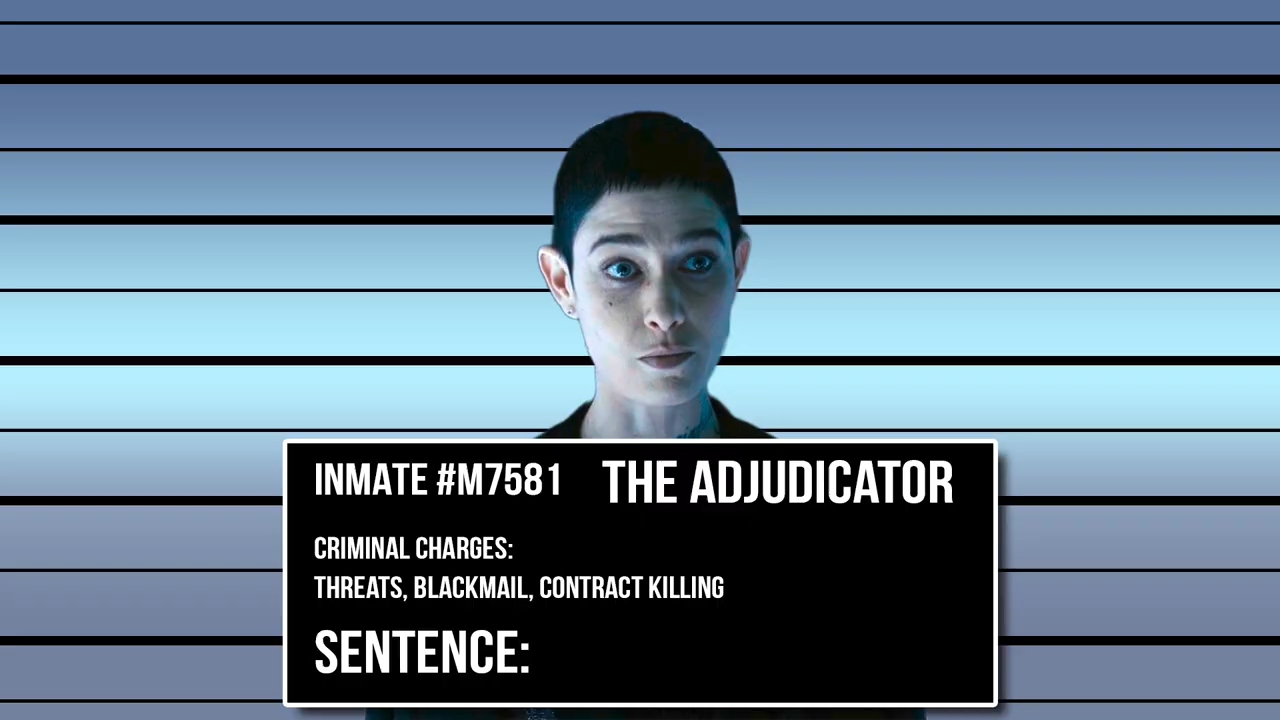 INMATE #M7581 THE ADJUDICATOR
CRIMINAL CHARGES:
THREATS, BLACKMAIL, CONTRACT KILLING
SENTENCE: